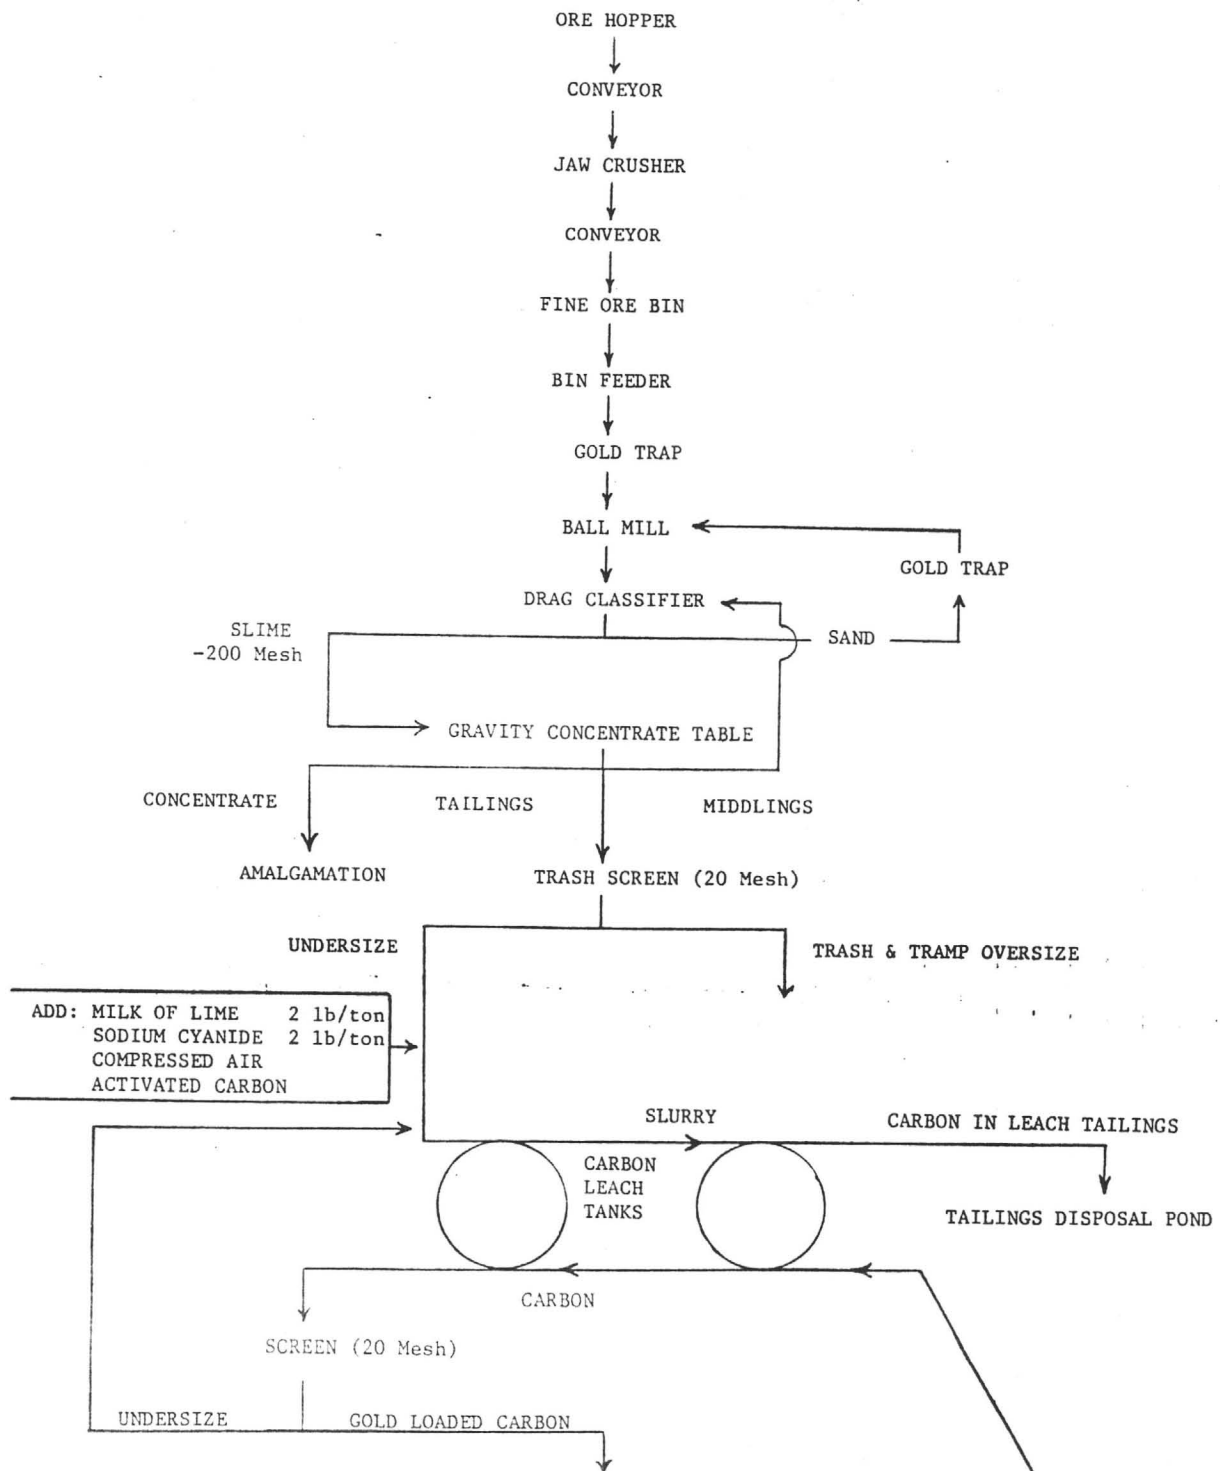 ORE HOPPER
CONVEYOR
JAW CRUSHER
CONVEYOR
FINE ORE BIN
BIN FEEDER
GOLD TRAP
BALL MILL
GOLD TRAP
DRAG CLASSIFIER
SLIME
-200 Mesh
SAND
GRAVITY CONCENTRATE TABLE
CONCENTRATE
TAILINGS
MIDDLINGS
AMALGAMATION
TRASH SCREEN (20 Mesh)
UNDERSIZE
TRASH & TRAMP OVERSIZE
ADD: MILK OF LIME 2 lb/ton
SODIUM CYANIDE 2 lb/ton
COMPRESSED AIR
ACTIVATED CARBON
SLURRY
CARBON IN LEACH TAILINGS
CARBON
LEACH
TANKS
TAILINGS DISPOSAL POND
CARBON
SCREEN (20 Mesh)
UNDERSIZE
GOLD LOADED CARBON